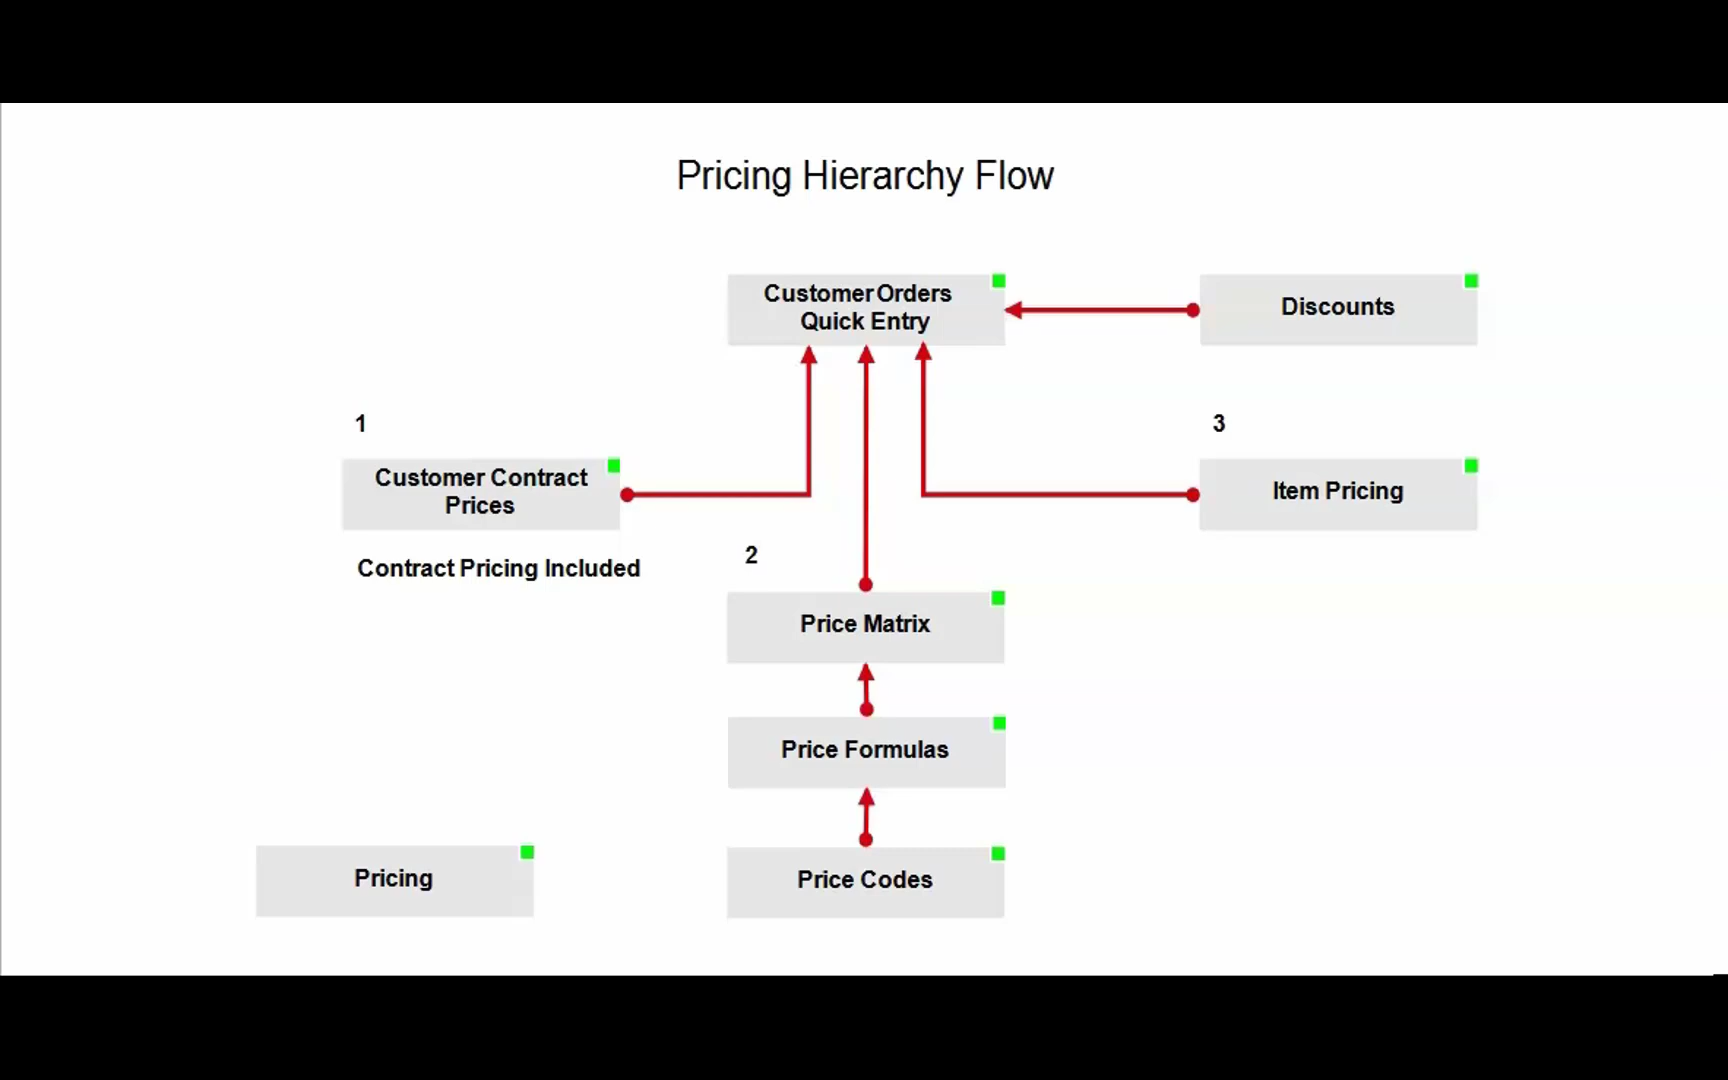 Pricing Hierarchy Flow
Customer Orders
Quick Entry
Discounts
1
3
Customer Contract
Prices
Item Pricing
Contract Pricing Included
2
Price Matrix
Price Formulas
Pricing
Price Codes